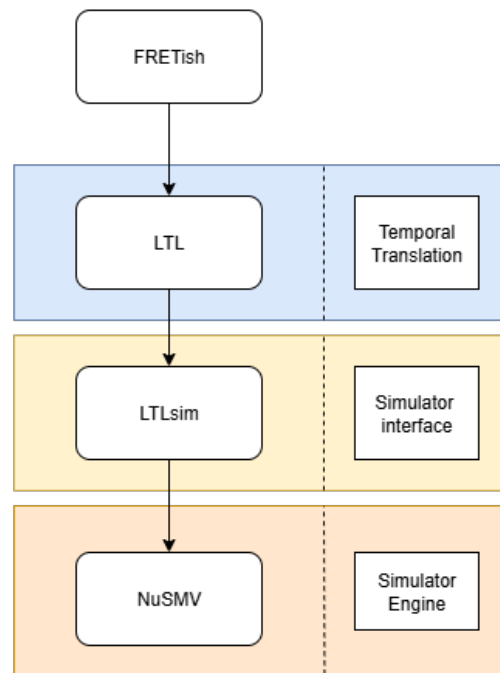 FRETish
LTL
Temporal
Translation
LTLsim
Simulator
interface
NuSMV
Simulator
Engine